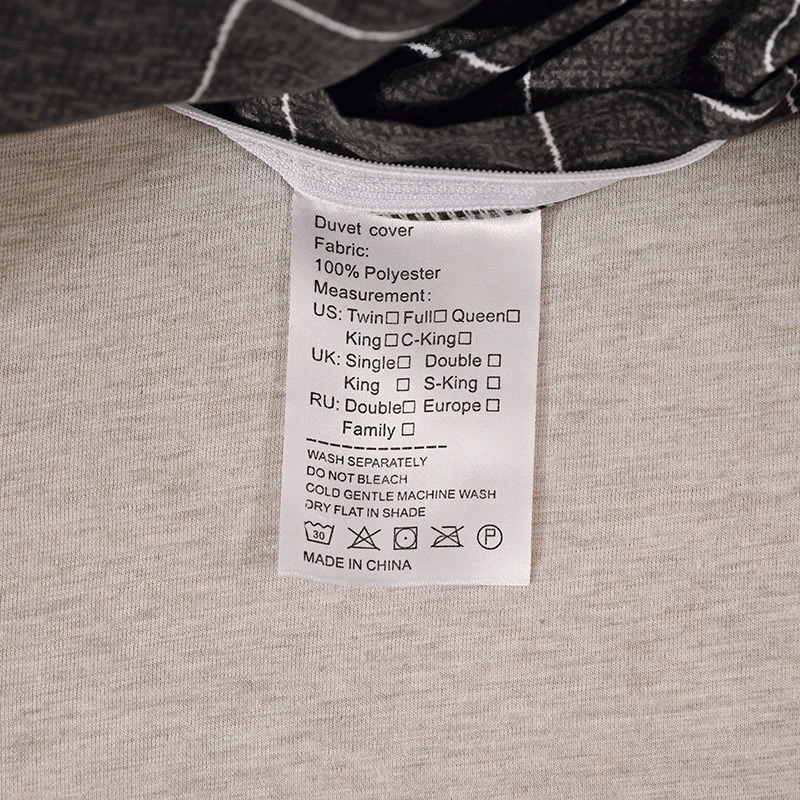 Duvet cover
Fabric:
100% Polyester
Measurement:
US: Twin□ Full□ Queen□
King□ C-King□
UK: Single□ Double □
King □ S-King □
RU: Double□ Europe □
Family □
WASH SEPARATELY
DO NOT BLEACH
COLD GENTLE MACHINE WASH
DRY FLAT IN SHADE
30 P
MADE IN CHINA